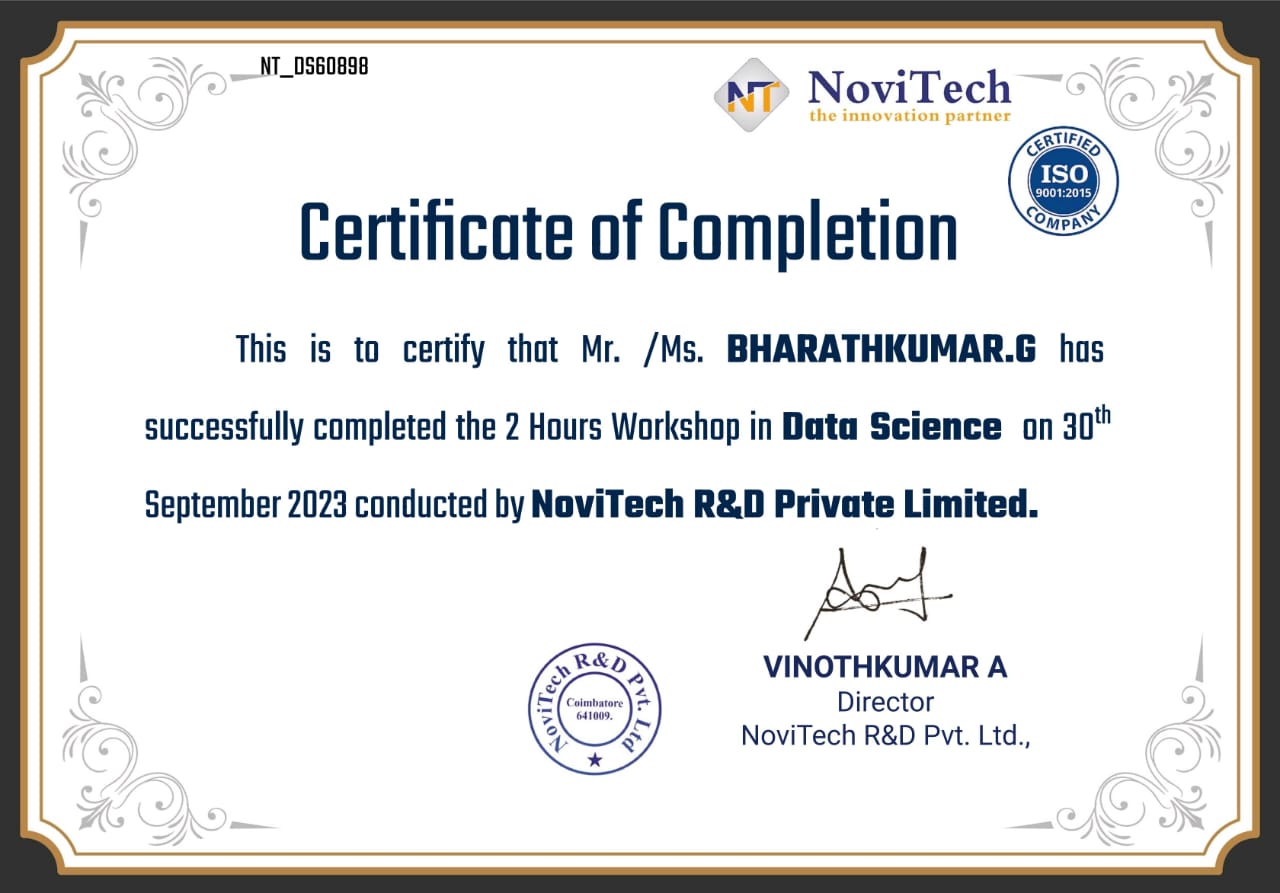 NT_DS60898
NT
NoviTech
the innovation partner
CERTIFIED
ISO
9001:2015
COMPANY
Certificate of Completion
This is to certify that Mr. /Ms. BHARATHKUMAR.G has
successfully completed the 2 Hours Workshop in Data Science on 30th
September 2023 conducted by NoviTech R&D Private Limited.
NoviTech R&D Pvt. Ltd
Coimbatore
641009.
VINOTHKUMAR A
Director
NoviTech R&D Pvt. Ltd.,